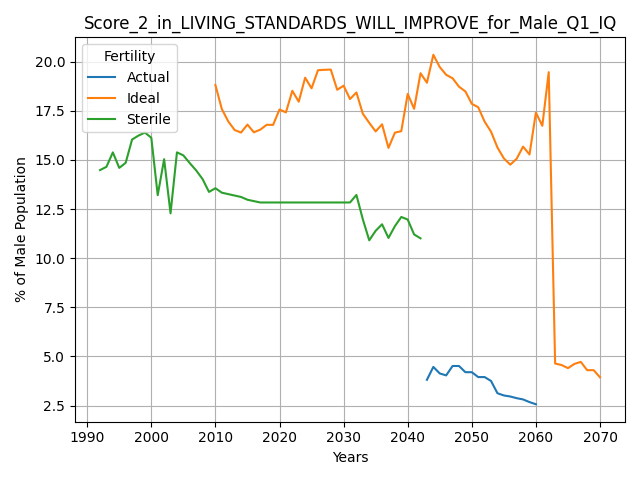 Score_2_in_LIVING_STANDARDS_WILL_IMPROVE_for_Male_Q1_IQ
Fertility
Actual
Ideal
Sterile
% of Male Population
20.0
17.5
15.0
12.5
10.0
7.5
5.0
2.5
1990 2000 2010 2020 2030 2040 2050 2060 2070
Years